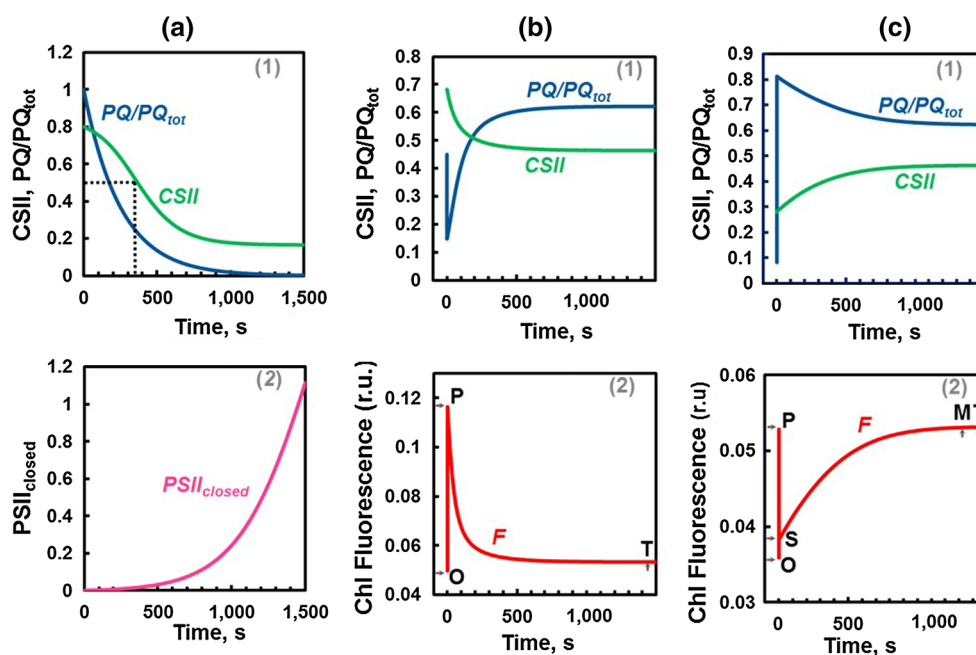 (a)
(b)
(c)
CSII, PQ/PQtot
1.2
1
0.8
0.6
0.4
0.2
0
(1)
PQ/PQtot
CSII
0
500
1,000
1,500
Time, s
CSII, PQ/PQtot
0.8
0.7
0.6
0.5
0.4
0.3
0.2
0.1
0
(1)
PQ/PQtot
CSII
0
500
1,000
Time, s
CSII, PQ/PQtot
0.9
0.8
0.7
0.6
0.5
0.4
0.3
0.2
0.1
0
(1)
PQ/PQtot
CSII
0
500
1,000
Time, s
PSIIclosed
1.2
1
0.8
0.6
0.4
0.2
0
(2)
PSIIclosed
0
500
1,000
1,500
Time, s
Chl Fluorescence (r.u.)
0.12
0.1
0.08
0.06
0.04
(2)
P
F
T
O
0
500
1,000
Time, s
Chl Fluorescence (r.u)
0.06
0.05
0.04
0.03
(2)
P
MT
F
S
O
0
500
1,000
Time, s